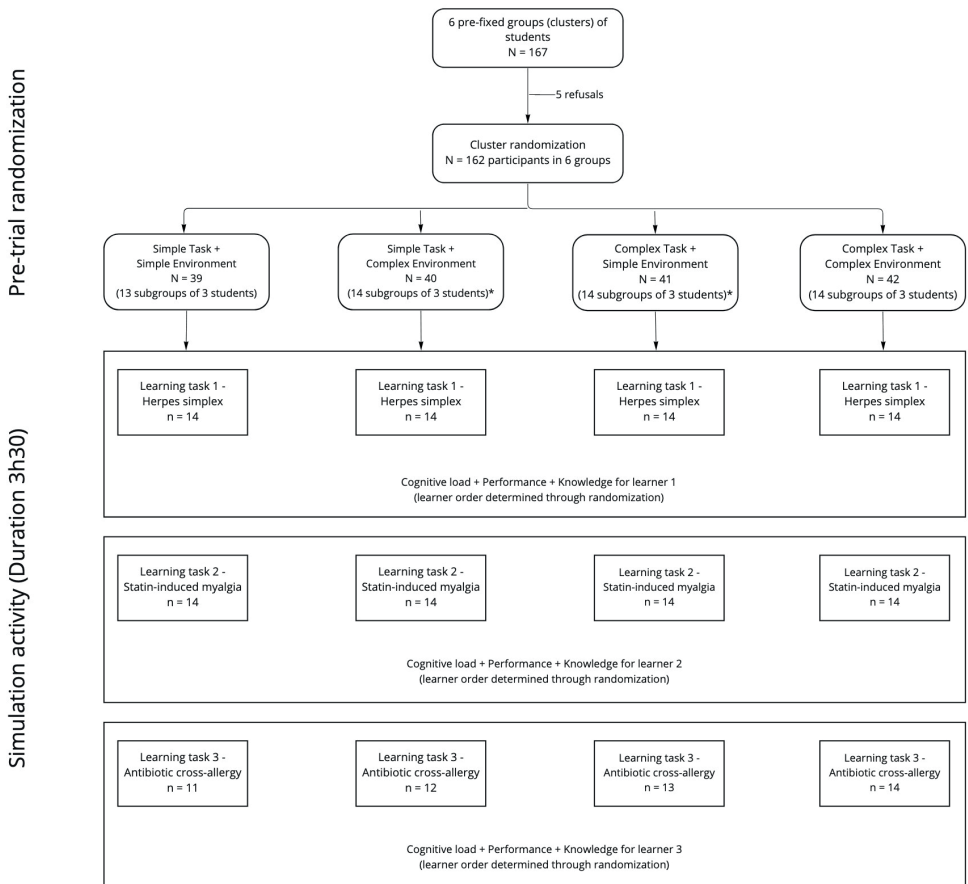 6 pre-fixed groups (clusters) of
students
N = 167
5 refusals
Cluster randomization
N = 162 participants in 6 groups
Pre-trial randomization
Simple Task +
Simple Environment
N = 39
(13 subgroups of 3 students)
Simple Task +
Complex Environment
N = 40
(14 subgroups of 3 students)*
Complex Task +
Simple Environment
N = 41
(14 subgroups of 3 students)*
Complex Task +
Complex Environment
N = 42
(14 subgroups of 3 students)
Simulation activity (Duration 3h30)
Learning task 1 -
Herpes simplex
n = 14
Learning task 1 -
Herpes simplex
n = 14
Learning task 1 -
Herpes simplex
n = 14
Learning task 1 -
Herpes simplex
n = 14
Cognitive load + Performance + Knowledge for learner 1
(learner order determined through randomization)
Learning task 2 -
Statin-induced myalgia
n = 14
Learning task 2 -
Statin-induced myalgia
n = 14
Learning task 2 -
Statin-induced myalgia
n = 14
Learning task 2 -
Statin-induced myalgia
n = 14
Cognitive load + Performance + Knowledge for learner 2
(learner order determined through randomization)
Learning task 3 -
Antibiotic cross-allergy
n = 11
Learning task 3 -
Antibiotic cross-allergy
n = 12
Learning task 3 -
Antibiotic cross-allergy
n = 13
Learning task 3 -
Antibiotic cross-allergy
n = 14
Cognitive load + Performance + Knowledge for learner 3
(learner order determined through randomization)